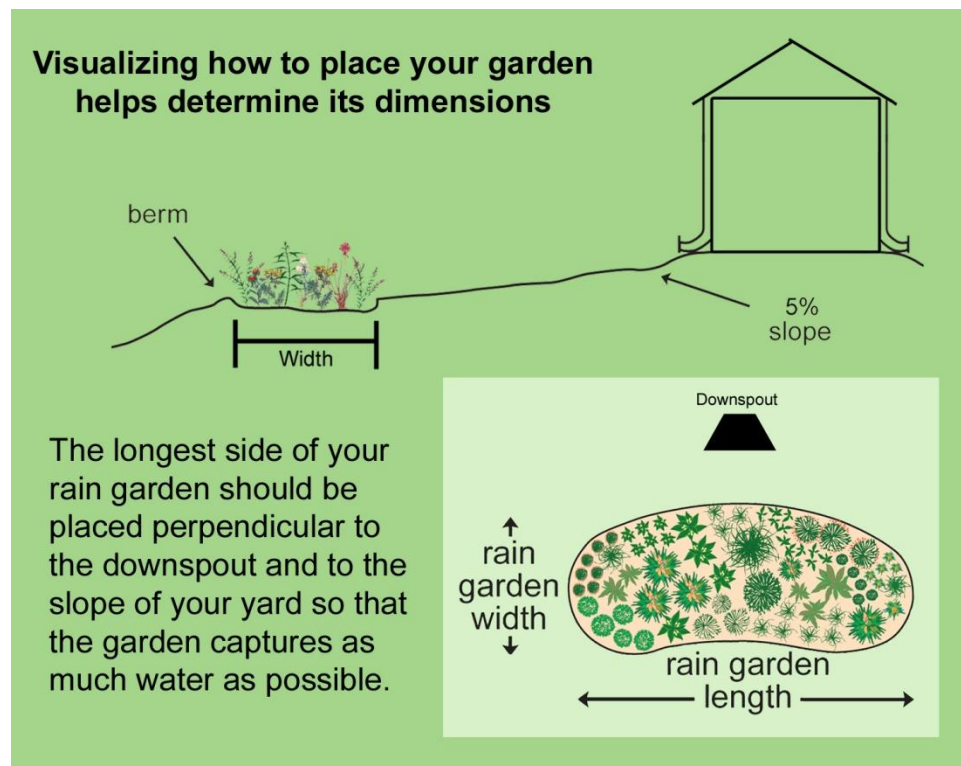 Visualizing how to place your garden
helps determine its dimensions
berm
5%
slope
Width
The longest side of your
rain garden should be
placed perpendicular to
the downspout and to the
slope of your yard so that
the garden captures as
much water as possible.
Downspout
rain
garden
width
rain garden
length